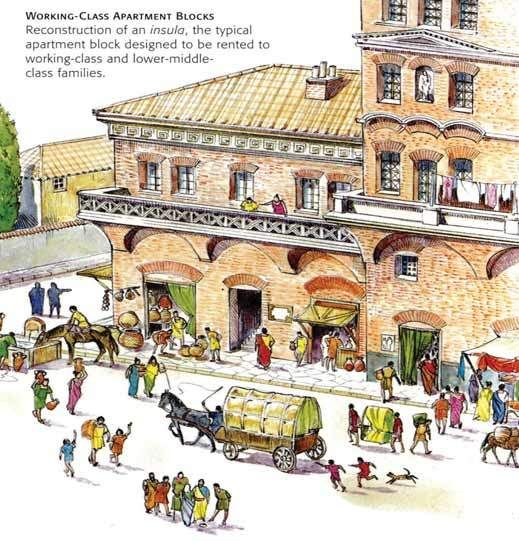 Working-Class Apartment Blocks
Reconstruction of an insula, the typical
apartment block designed to be rented to
working-class and lower-middle-
class families.